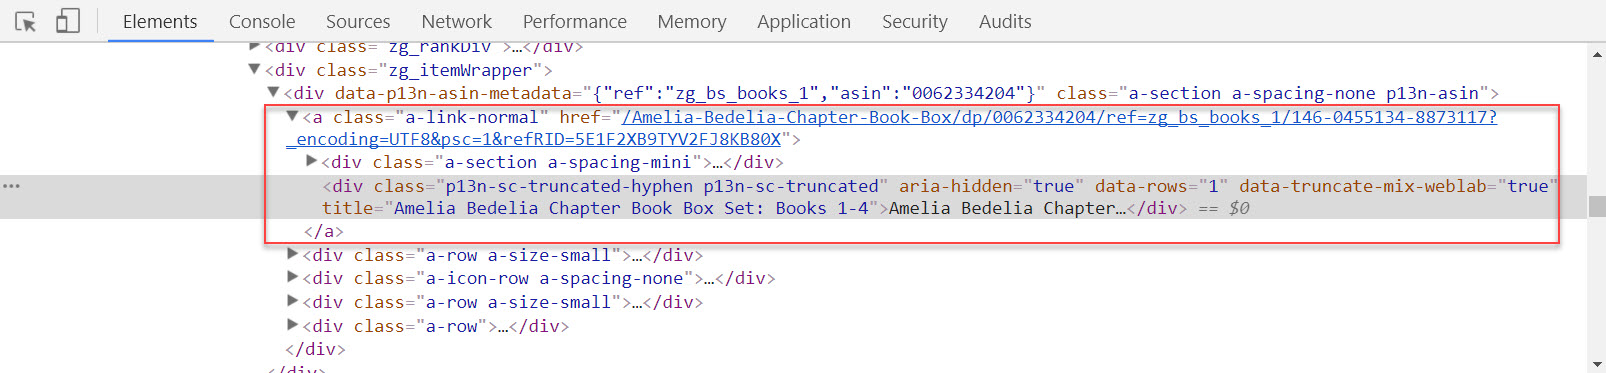 Elements Console Sources Network Performance Memory Application Security Audits
<div class="zg_rankDiv">…</div>
<div class="zg_itemWrapper">
<div data-p13n-asin-metadata="{"ref":"zg_bs_books_1","asin":"0062334204"}" class="a-section a-spacing-none p13n-asin">
<a class="a-link-normal" href="/Amelia-Bedelia-Chapter-Book-Box/dp/0062334204/ref=zg_bs_books_1/146-0455134-8873117?
_encoding=UTF8&psc=1&refRID=5E1F2XB9TYV2FJ8KB80X">
<div class="a-section a-spacing-mini">…</div>
<div class="p13n-sc-truncated-hyphen p13n-sc-truncated" aria-hidden="true" data-rows="1" data-truncate-mix-weblab="true"
title="Amelia Bedelia Chapter Book Box Set: Books 1-4">Amelia Bedelia Chapter…</div> == $0
</a>
<div class="a-row a-size-small">…</div>
<div class="a-icon-row a-spacing-none">…</div>
<div class="a-row a-size-small">…</div>
<div class="a-row">…</div>
</div>
</div>